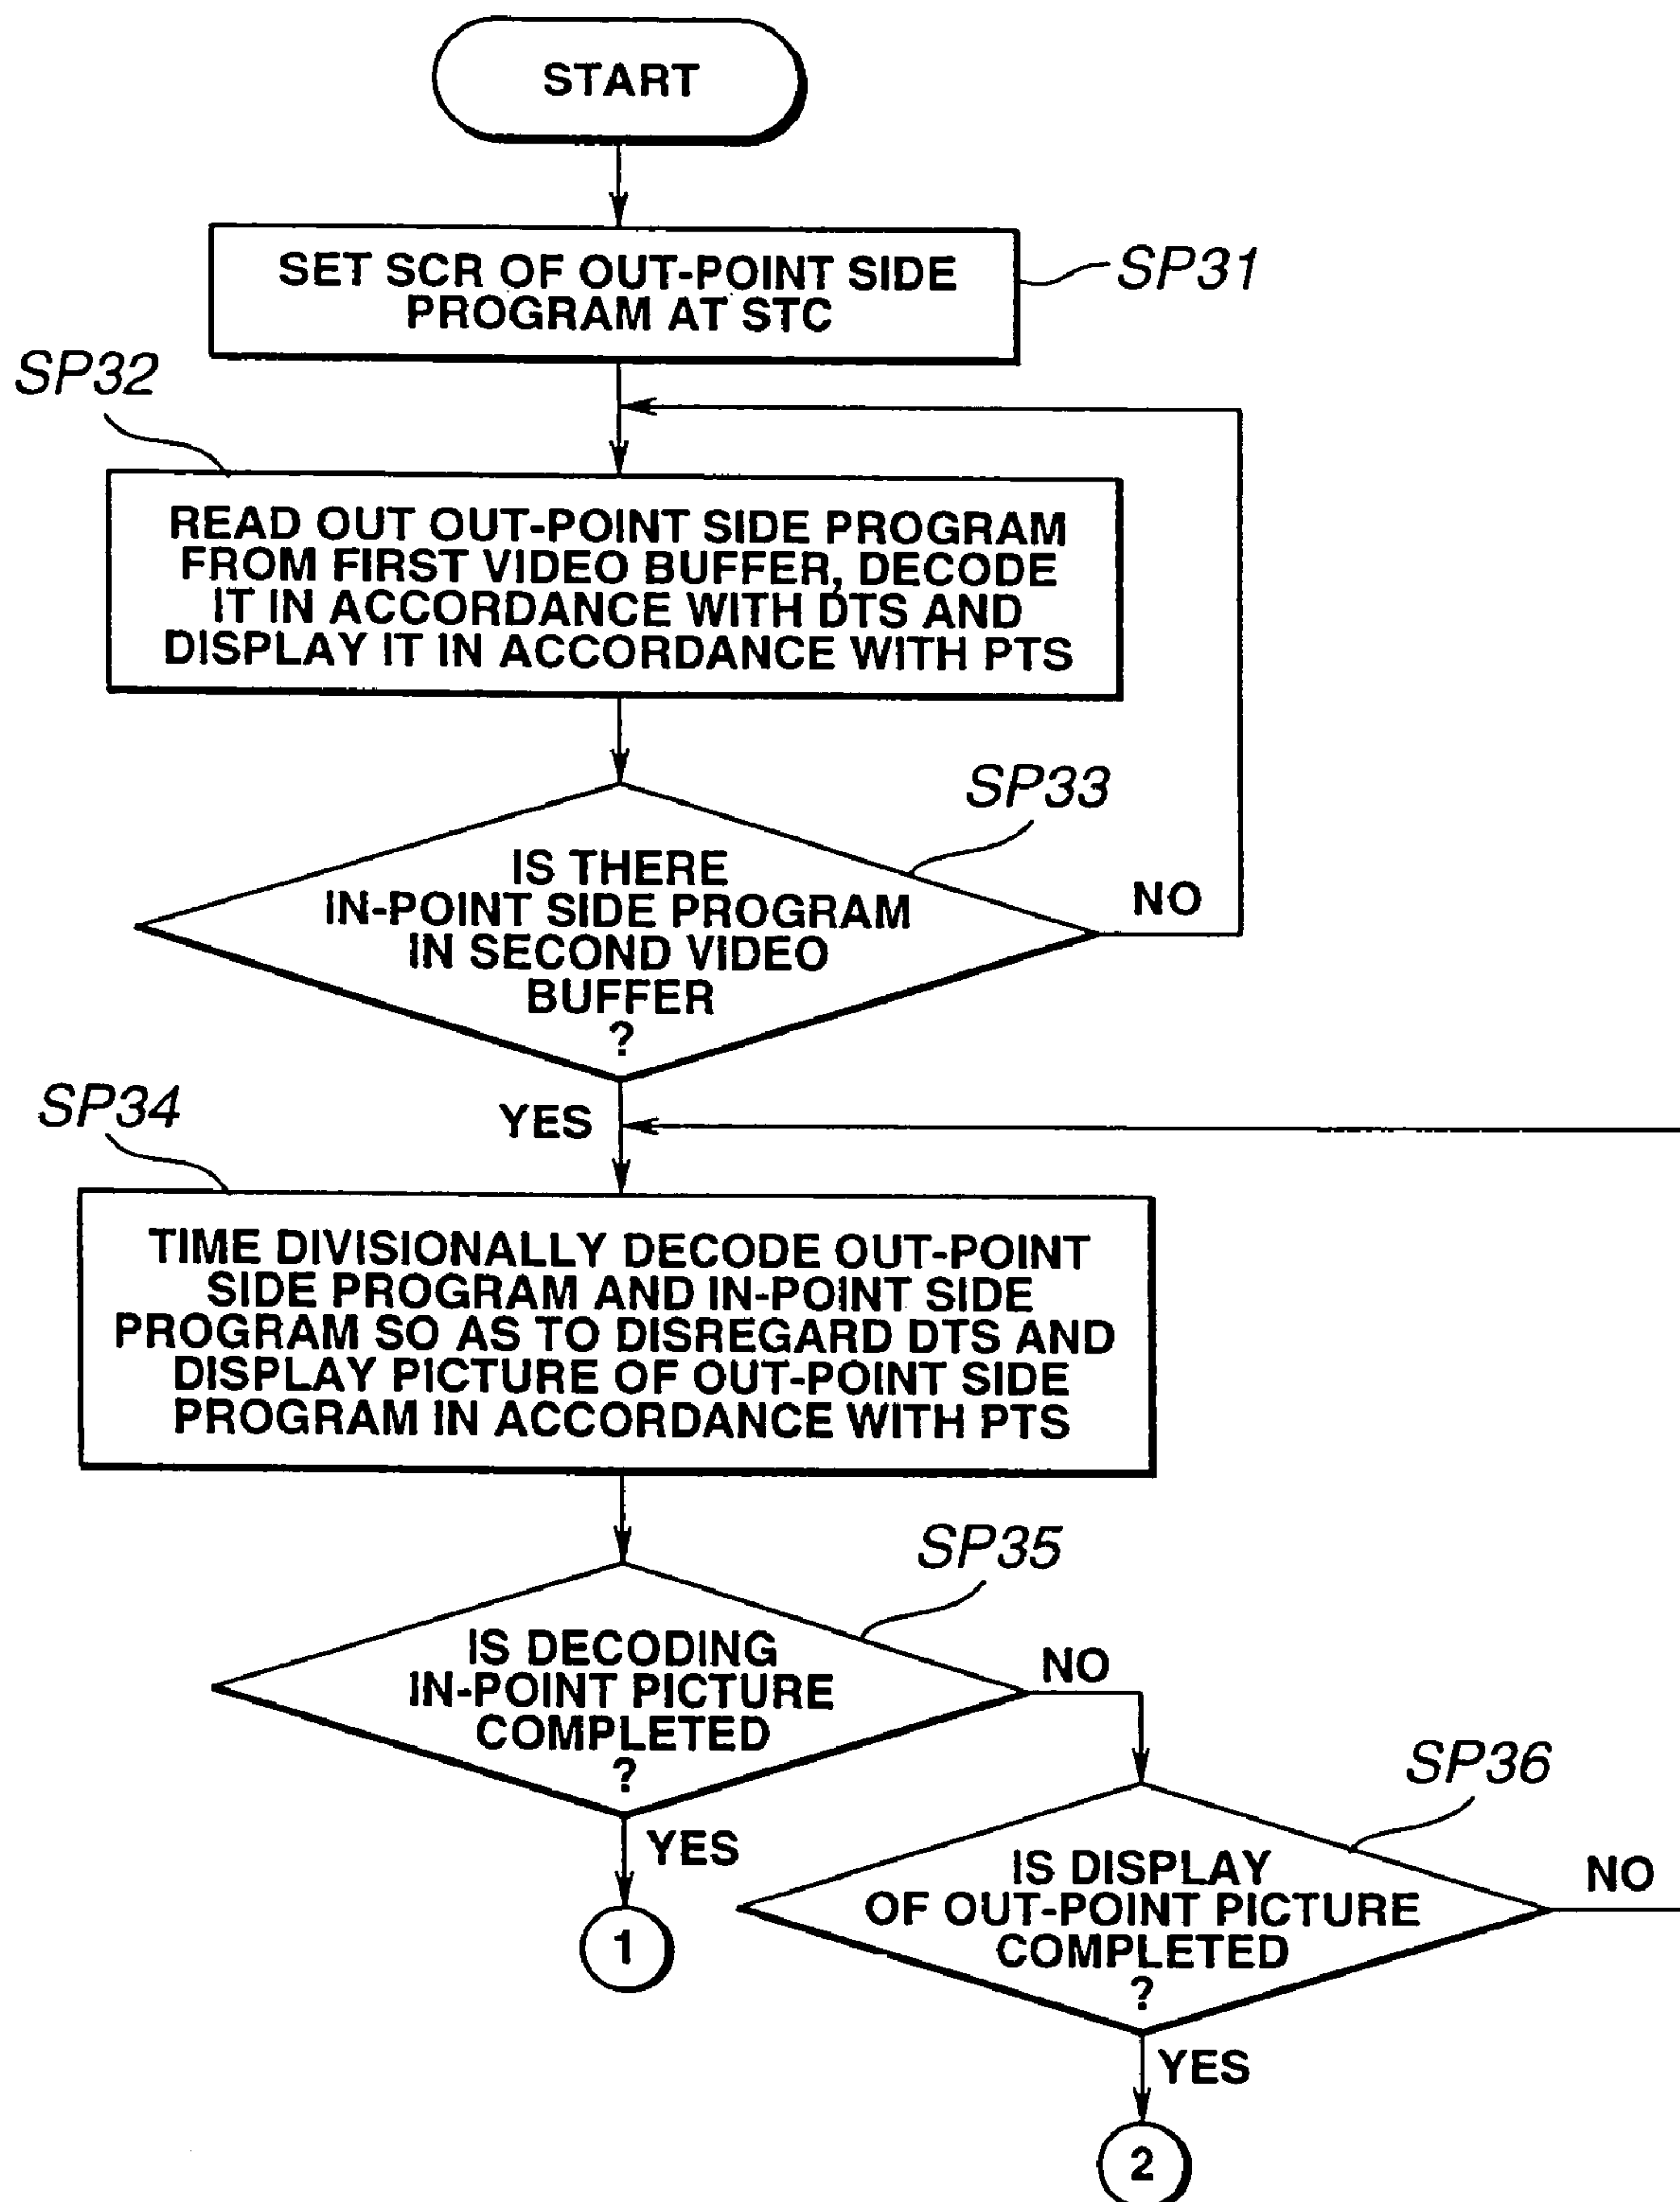 START
SET SCR OF OUT-POINT SIDE
PROGRAM AT STC
SP31
SP32
READ OUT OUT-POINT SIDE PROGRAM
FROM FIRST VIDEO BUFFER, DECODE
IT IN ACCORDANCE WITH DTS AND
DISPLAY IT IN ACCORDANCE WITH PTS
SP33
IS THERE
IN-POINT SIDE PROGRAM
IN SECOND VIDEO
BUFFER
?
NO
YES
SP34
TIME DIVISIONALLY DECODE OUT-POINT
SIDE PROGRAM AND IN-POINT SIDE
PROGRAM SO AS TO DISREGARD DTS AND
DISPLAY PICTURE OF OUT-POINT SIDE
PROGRAM IN ACCORDANCE WITH PTS
SP35
IS DECODING
IN-POINT PICTURE
COMPLETED
?
NO
YES
1
SP36
IS DISPLAY
OF OUT-POINT PICTURE
COMPLETED
?
NO
YES
2